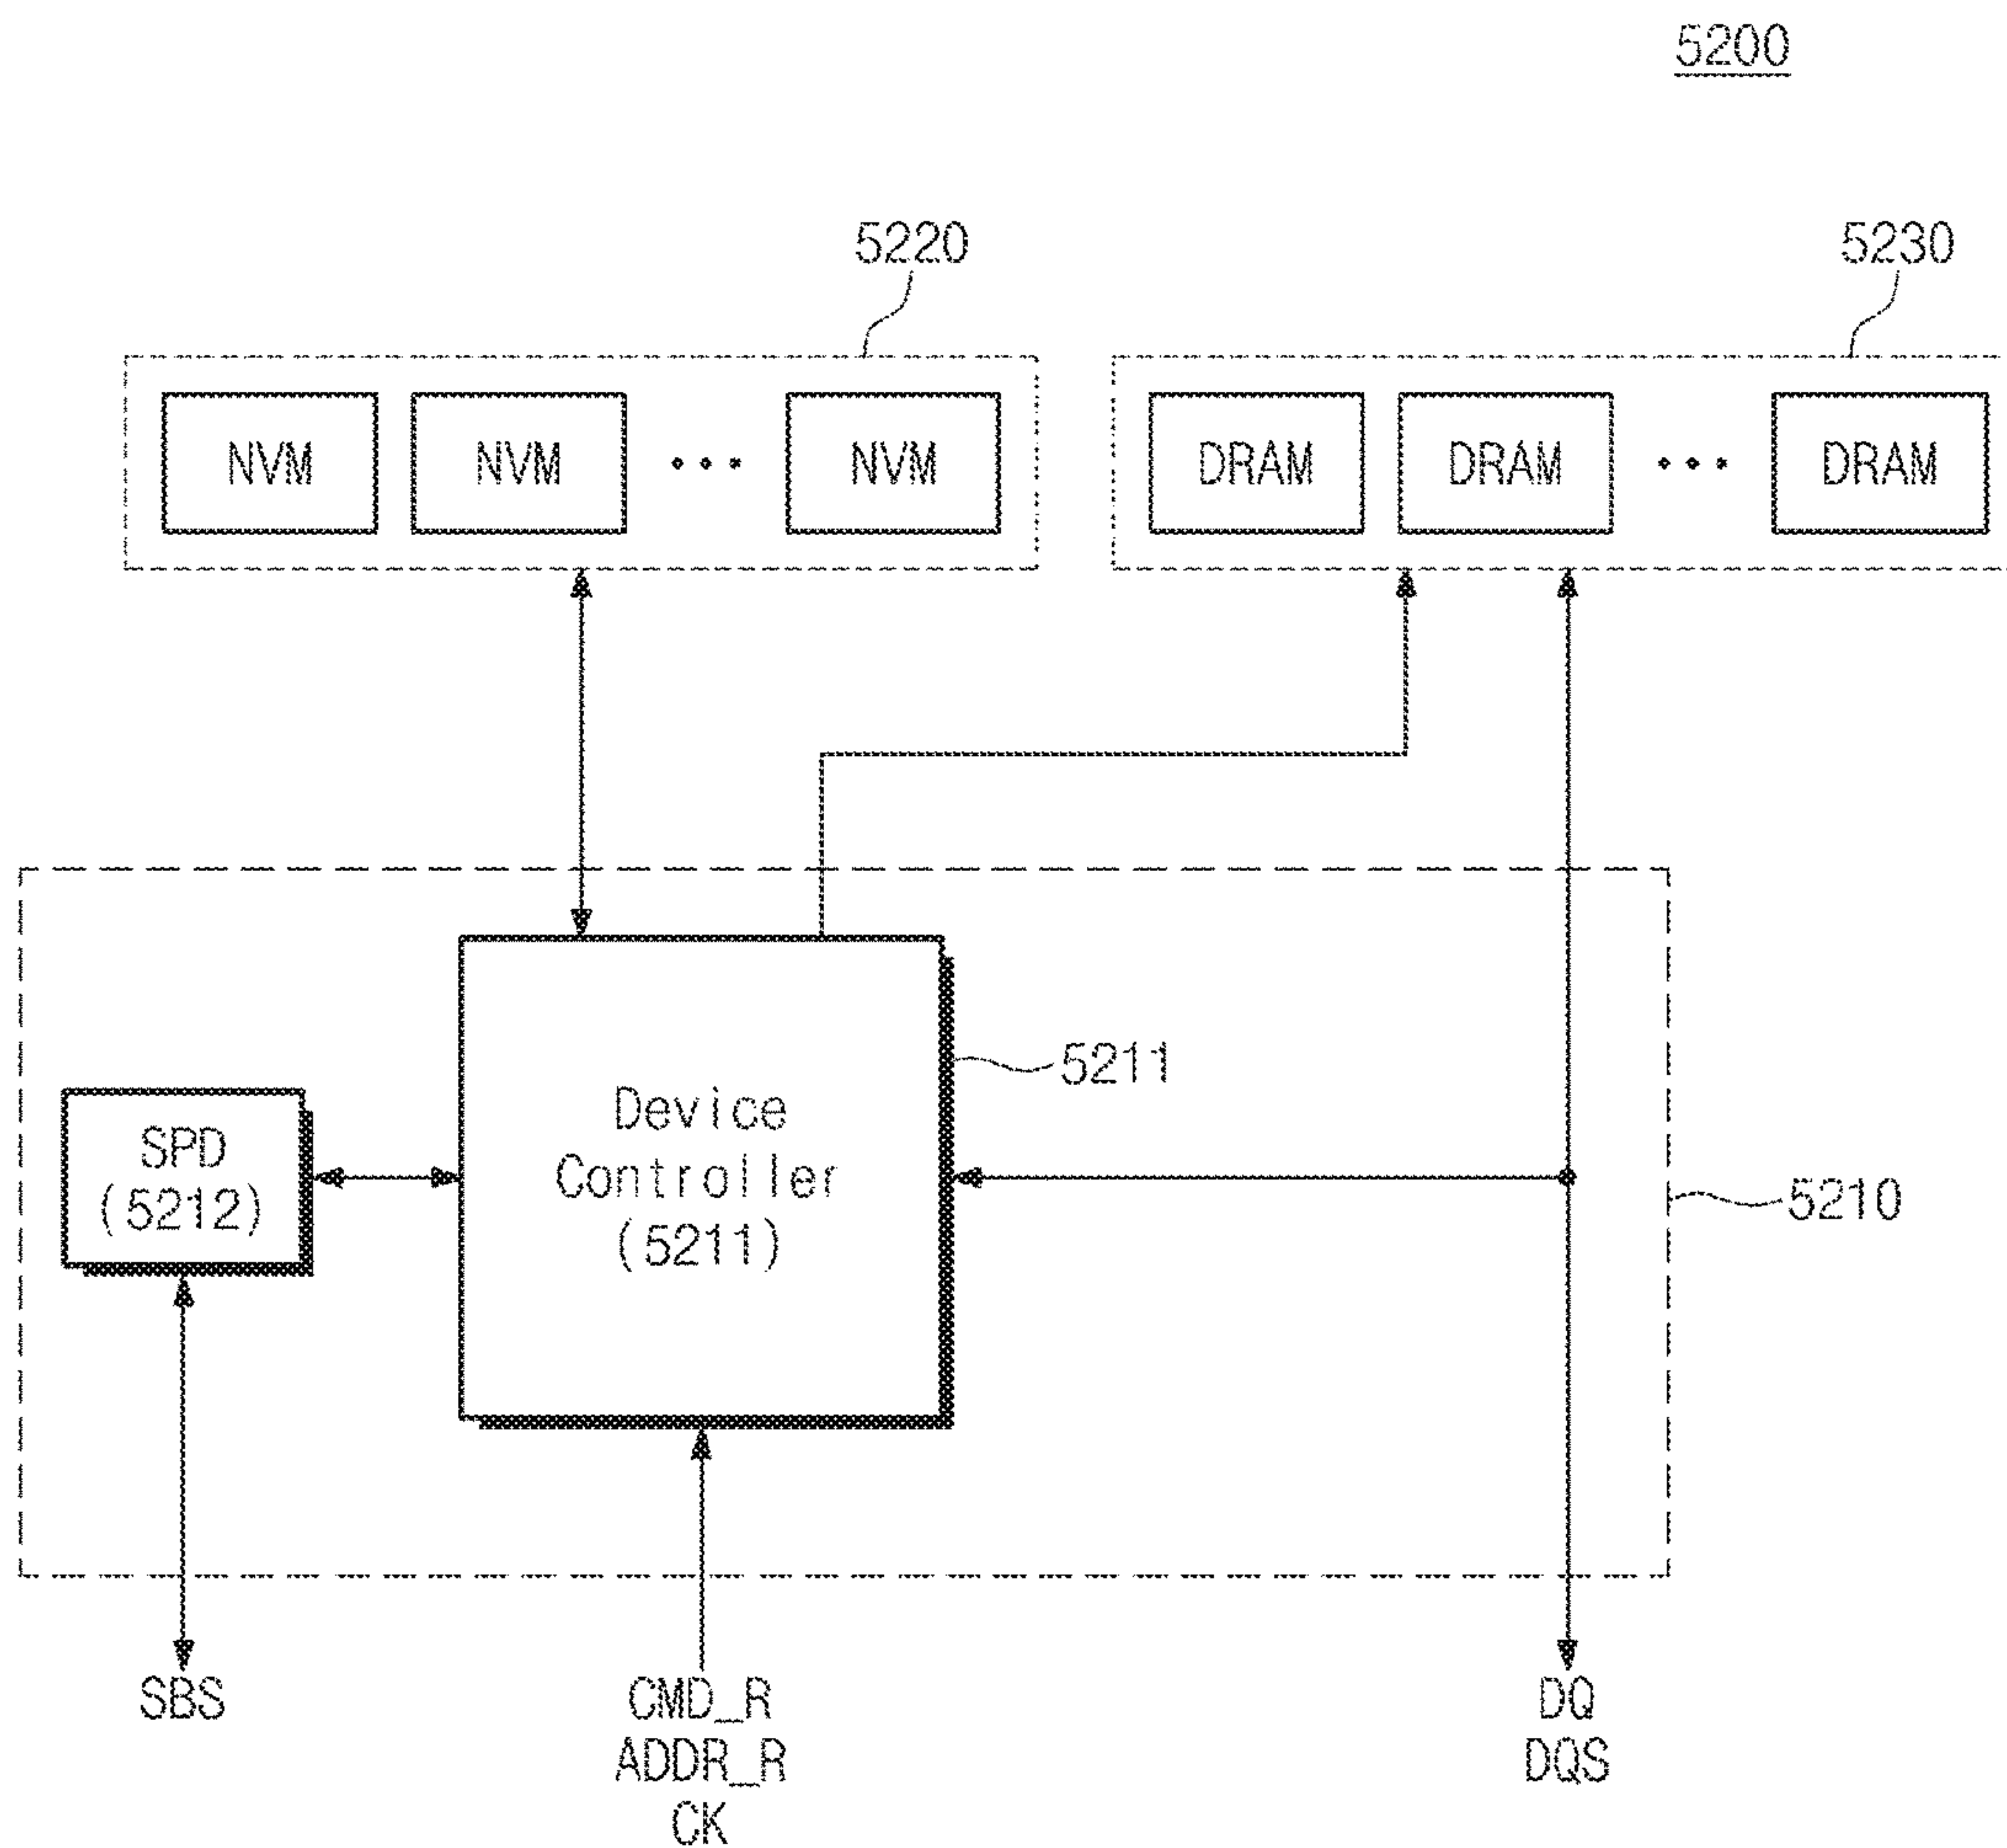 5200
5220
5230
NVM NVM ... NVM
DRAM DRAM ... DRAM
5211
Device
Controller
(5211)
SPD
(5212)
5210
SBS
CMD_R
ADDR_R
CK
DQ
DQS